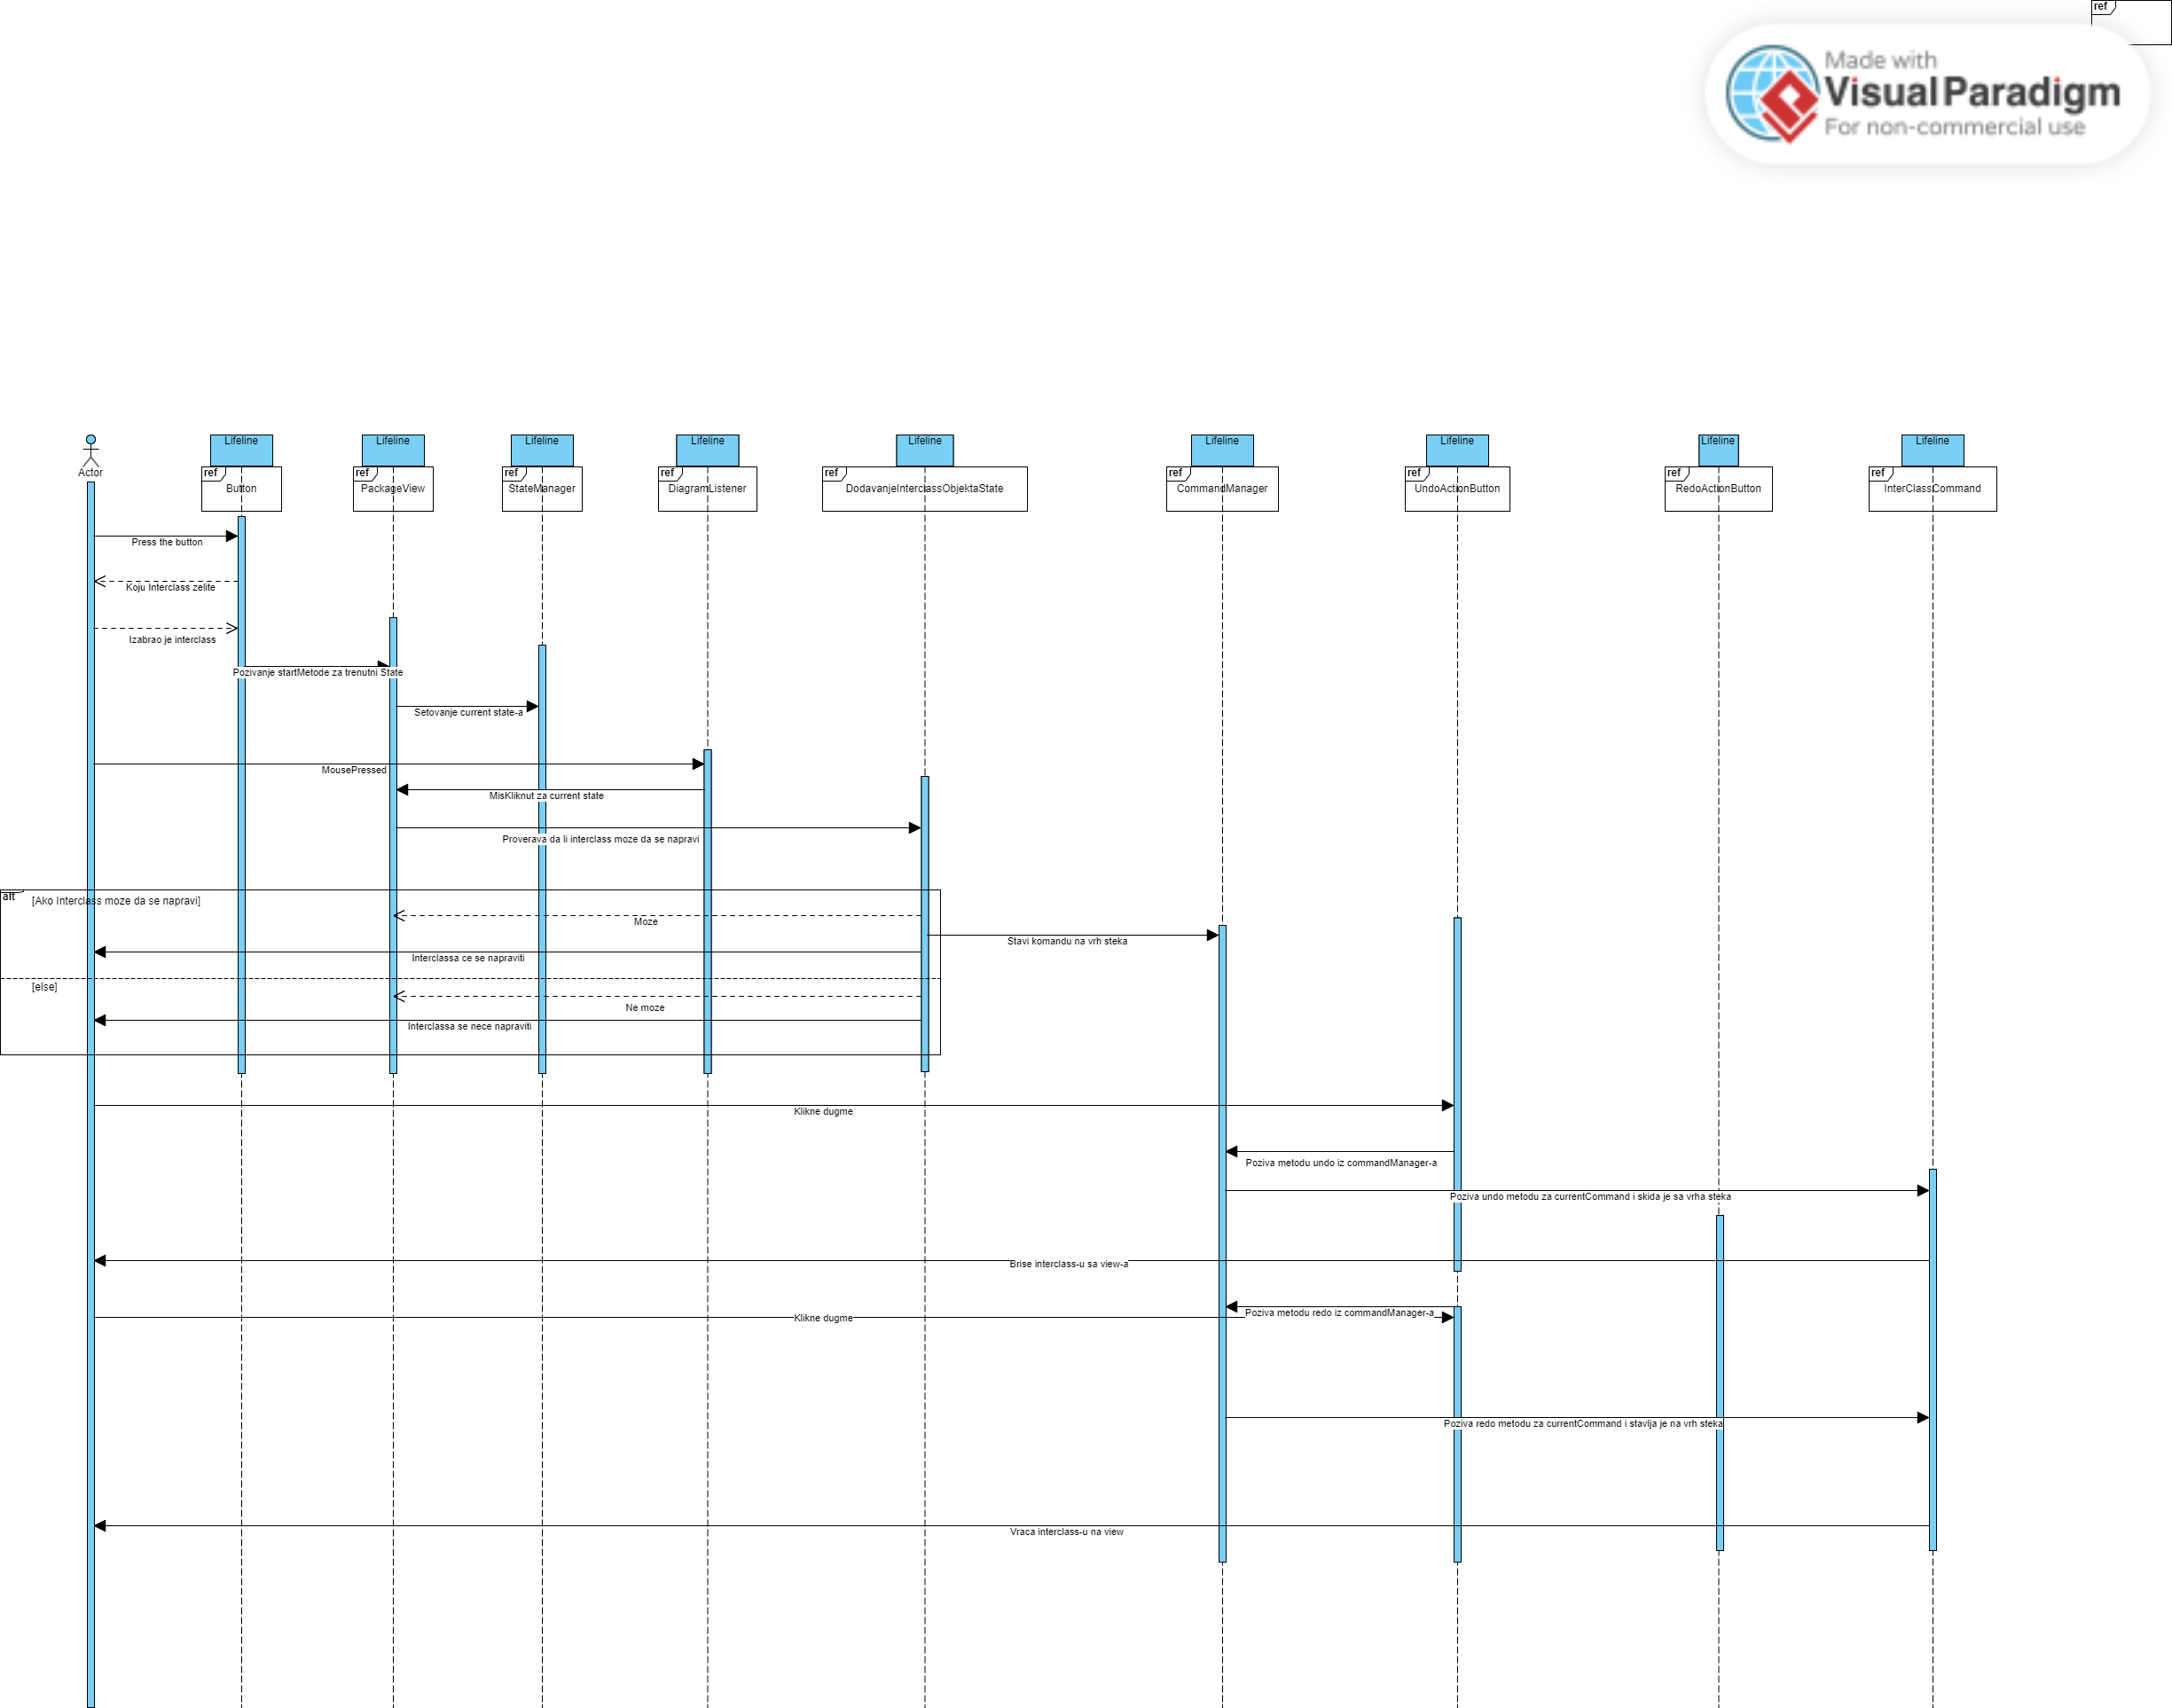 ref
Made with
Visual Paradigm
For non-commercial use
Actor
Lifeline
ref
Button
Lifeline
ref
PackageView
Lifeline
ref
StateManager
Lifeline
ref
DiagramListener
Lifeline
ref
DodavanjeInterclassObjektaState
Lifeline
ref
CommandManager
Lifeline
ref
UndoActionButton
Lifeline
ref
RedoActionButton
Lifeline
ref
InterClassCommand
Press the button
Koju Interclass zelite
Izabrao je interclass
Pozivanje startMetode za trenutni State
Setovanje current state-a
MousePressed
MisKliknut za current state
Proverava da li interclass moze da se napravi
alt
[Ako Interclass moze da se napravi]
Moze
Stavi komandu na vrh steka
Interclassa ce se napraviti
[else]
Ne moze
Interclassa se nece napraviti
Klikne dugme
Poziva metodu undo iz commandManager-a
Poziva undo metodu za currentCommand i skida je sa vrha steka
Brise interclass-u sa view-a
Poziva metodu redo iz commandManager-a
Klikne dugme
Poziva redo metodu za currentCommand i stavlja je na vrh steka
Vraca interclass-u na view